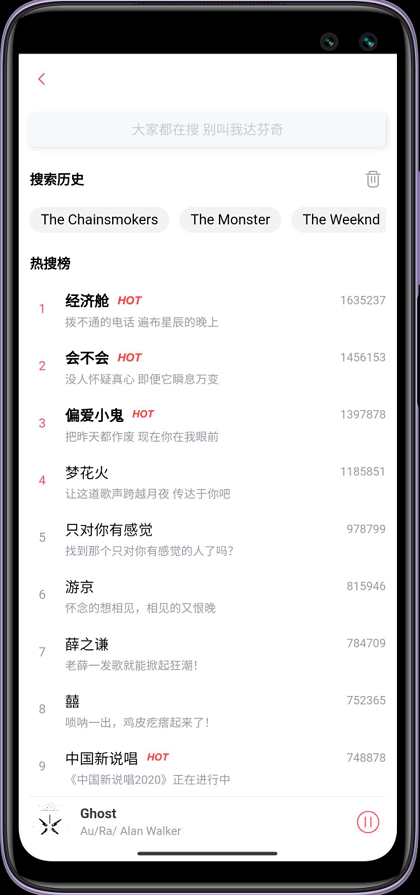 大家都在搜 别叫我达芬奇
搜索历史
The Chainsmokers The Monster The Weeknd
热搜榜
1 经济舱 HOT 1635237
拨不通的电话 遍布星辰的晚上
2 会不会 HOT 1456153
没人怀疑真心 即便它瞬息万变
3 偏爱小鬼 HOT 1397878
把昨天都作废 现在你在我眼前
4 梦花火 1185851
让这道歌声跨越月夜 传达于你吧
5 只对你有感觉 978799
找到那个只对你有感觉的人了吗？
6 游京 815946
怀念的想相见，相见的又恨晚
7 薛之谦 784709
老薛一发歌就能掀起狂潮！
8 囍 752365
唢呐一出，鸡皮疙瘩起来了！
9 中国新说唱 HOT 748878
《中国新说唱2020》正在进行中
Ghost
Au/Ra/ Alan Walker